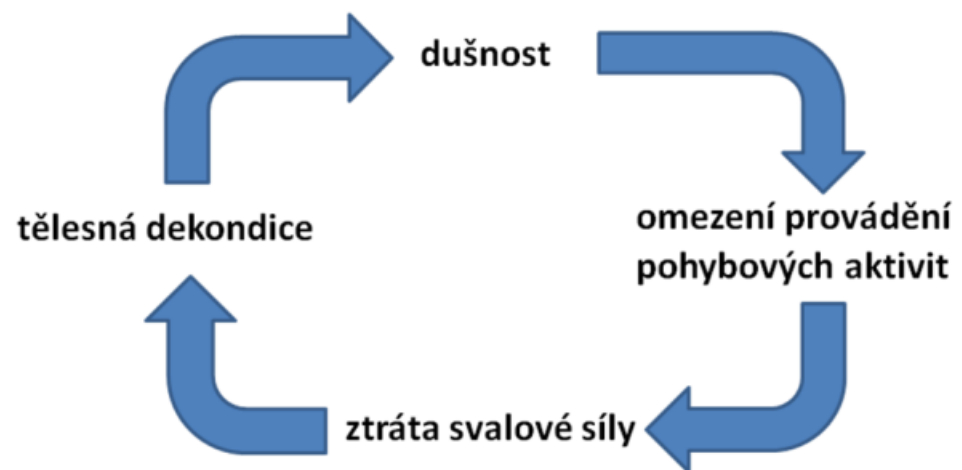 dušnost
omezení provádění
pohybových aktivit
ztráta svalové síly
tělesná dekondice